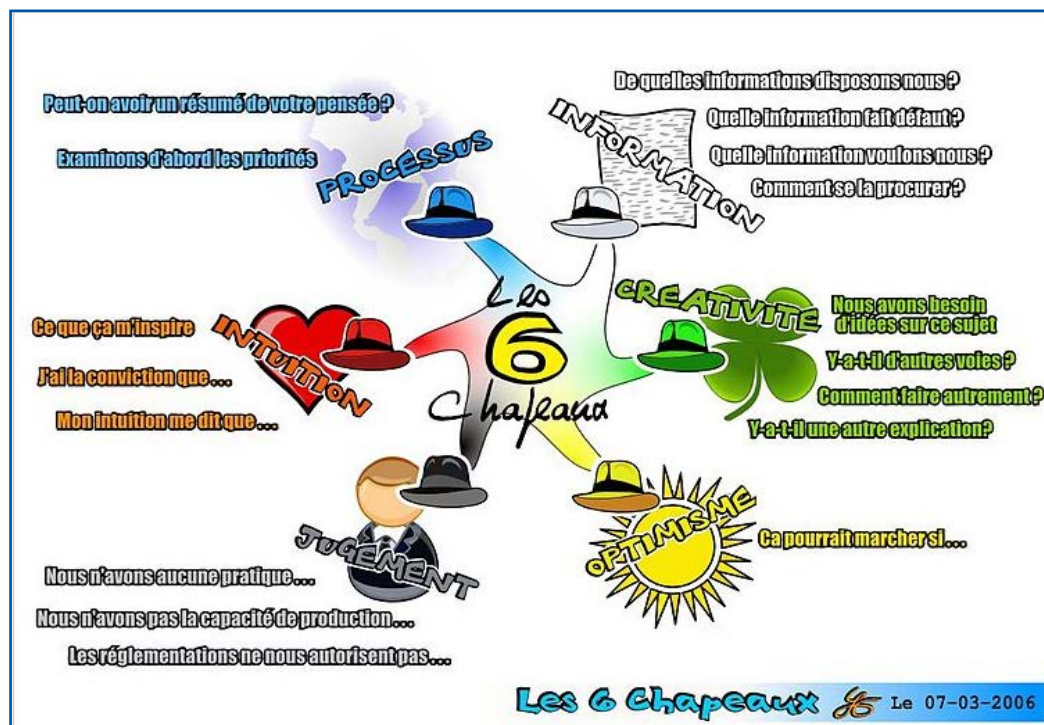 Peut-on avoir un résumé de votre pensée ?
Examinons d'abord les priorités
PROCESSUS
De quelles informations disposons nous ?
Quelle information fait défaut ?
Quelle information voulons nous ?
Comment se la procurer ?
INFORMATION
Les
6
Chapeaux
CRÉATIVITÉ
Nous avons besoin
d'idées sur ce sujet
Y-a-t-il d'autres voies ?
Comment faire autrement ?
Y-a-t-il une autre explication?
Ce que ça m'inspire
J'ai la conviction que...
Mon intuition me dit que...
INTUITION
OPTIMISME
Ca pourrait marcher si...
JUGEMENT
Nous n'avons aucune pratique...
Nous n'avons pas la capacité de production...
Les réglementations ne nous autorisent pas...
Les 6 Chapeaux Le 07-03-2006